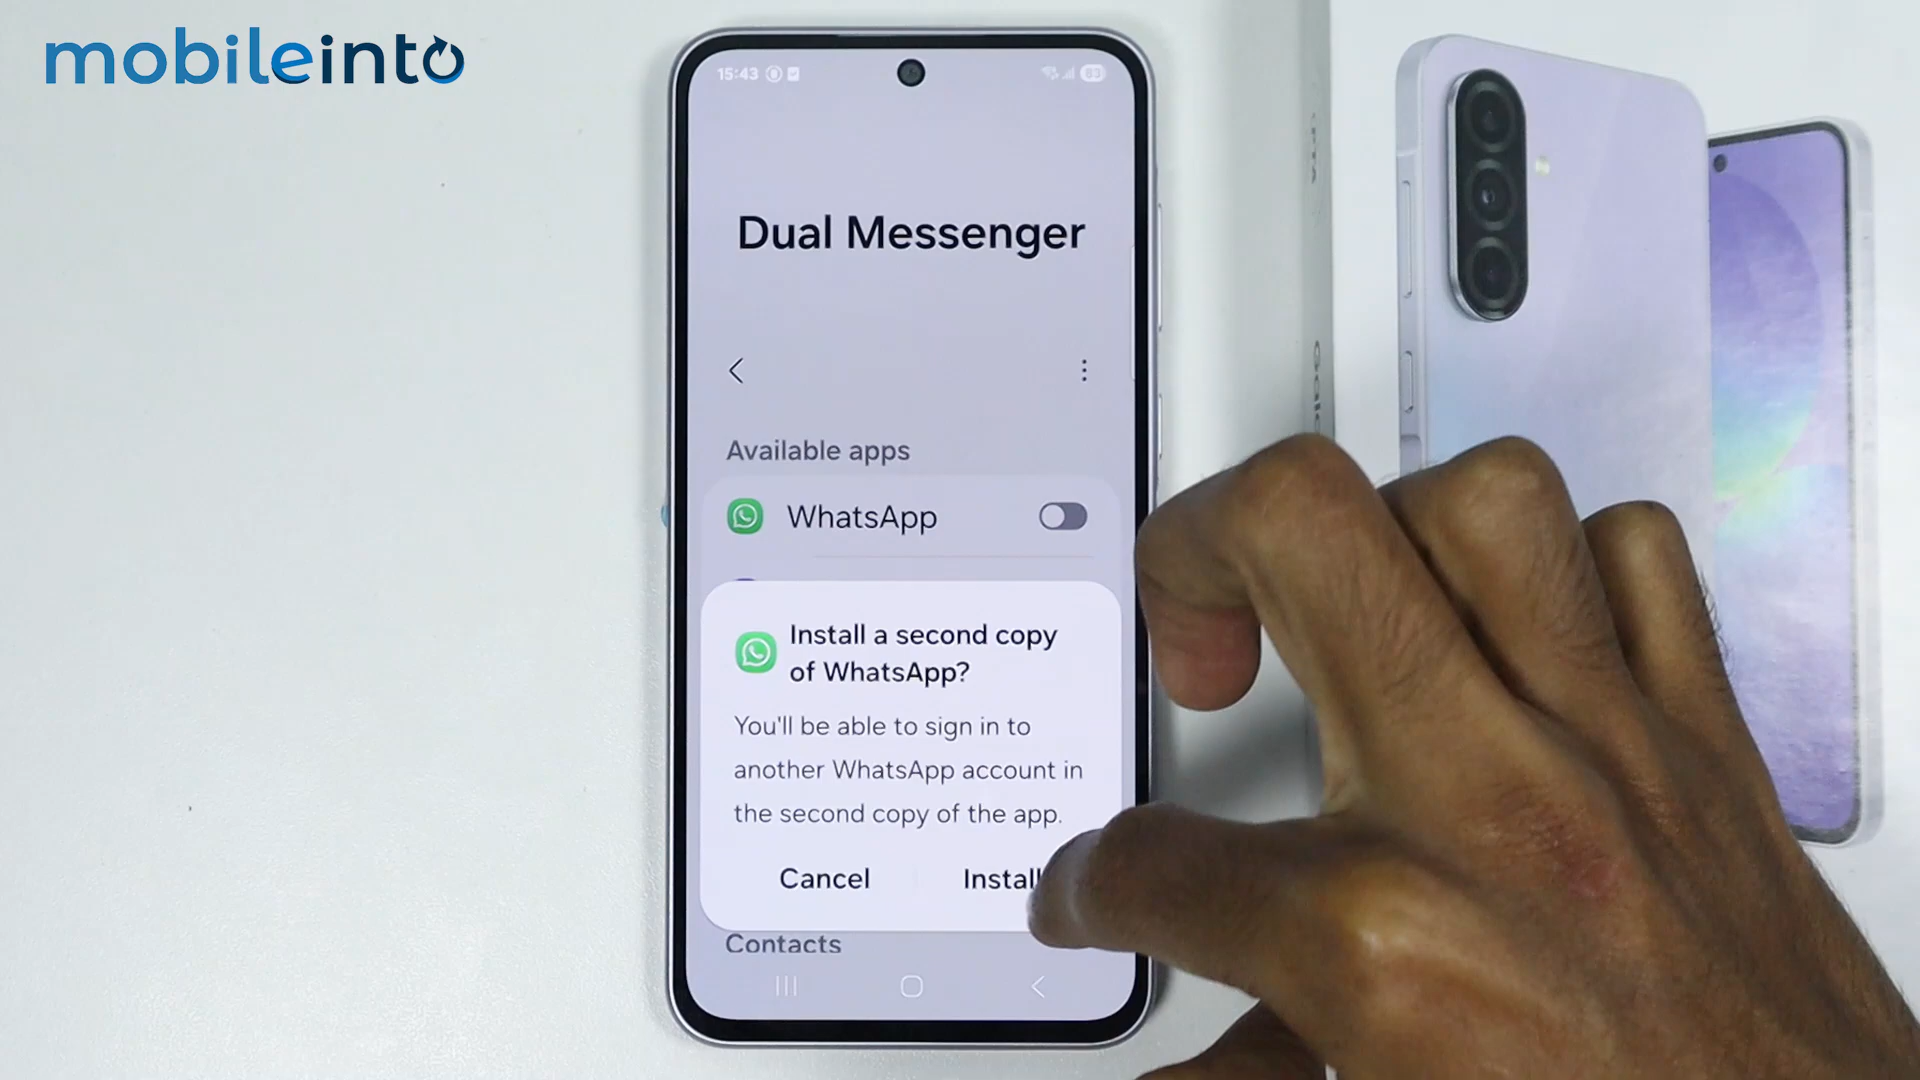 mobileinto
15:43
83
Dual Messenger
Available apps
WhatsApp
Install a second copy
of WhatsApp?
You'll be able to sign in to
another WhatsApp account in
the second copy of the app.
Cancel
Install
Contacts